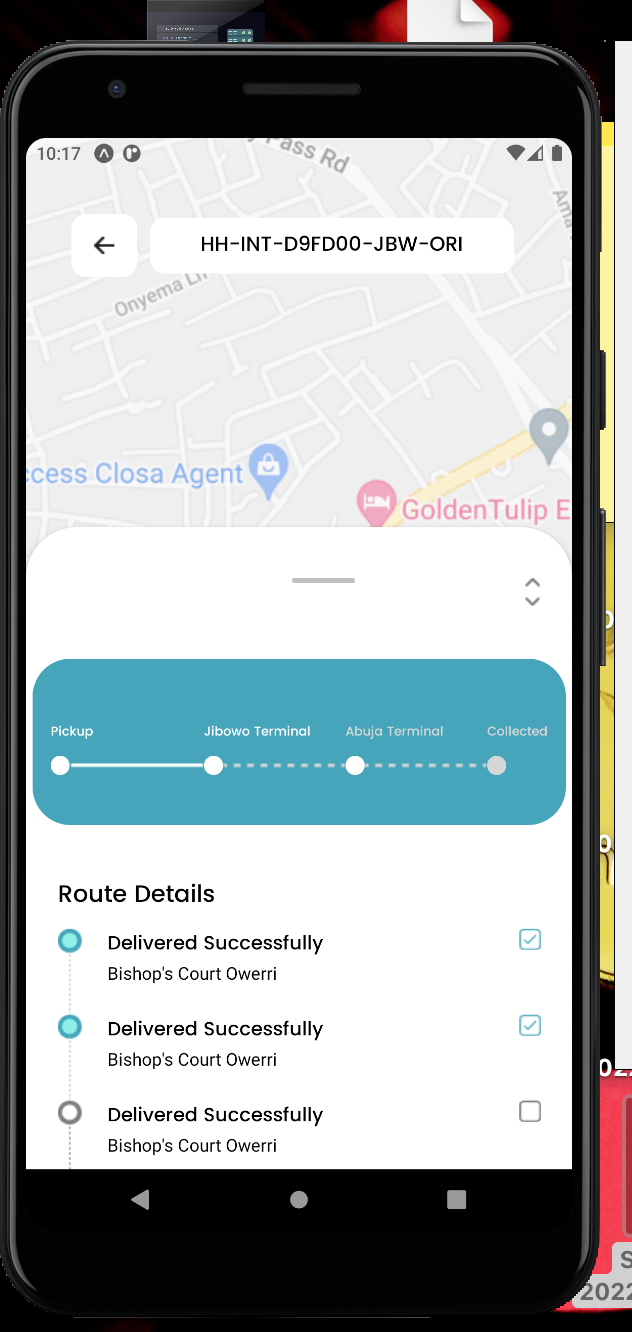 10:17
Pass Rd
HH-INT-D9FD00-JBW-ORI
Onyema Ln
ccess Closa Agent
GoldenTulip E
Pickup
Jibowo Terminal
Abuja Terminal
Collected
Route Details
Delivered Successfully
Bishop's Court Owerri
Delivered Successfully
Bishop's Court Owerri
Delivered Successfully
Bishop's Court Owerri
2022